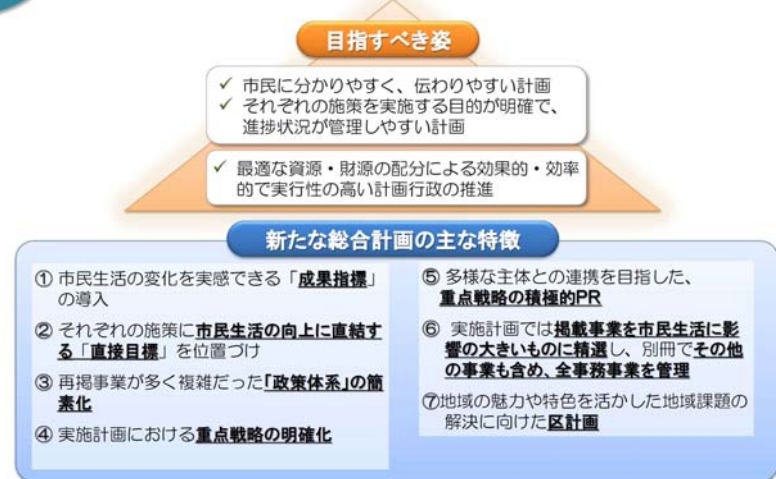 目指すべき姿
✓ 市民に分かりやすく、伝わりやすい計画
✓ それぞれの施策を実施する目的が明確で、
進捗状況が管理しやすい計画
✓ 最適な資源・財源の配分による効果的・効率
的で実行性の高い計画行政の推進
新たな総合計画の主な特徴
① 市民生活の変化を実感できる「成果指標」
の導入
② それぞれの施策に市民生活の向上に直結す
る「直接目標」を位置づけ
③ 再掲事業が多く複雑だった「政策体系」の簡
素化
④ 実施計画における重点戦略の明確化
⑤ 多様な主体との連携を目指した、
重点戦略の積極的PR
⑥ 実施計画では掲載事業を市民生活に影
響の大きいものに精選し、別冊でその他
の事業も含め、全事務事業を管理
⑦地域の魅力や特色を活かした地域課題の
解決に向けた区計画